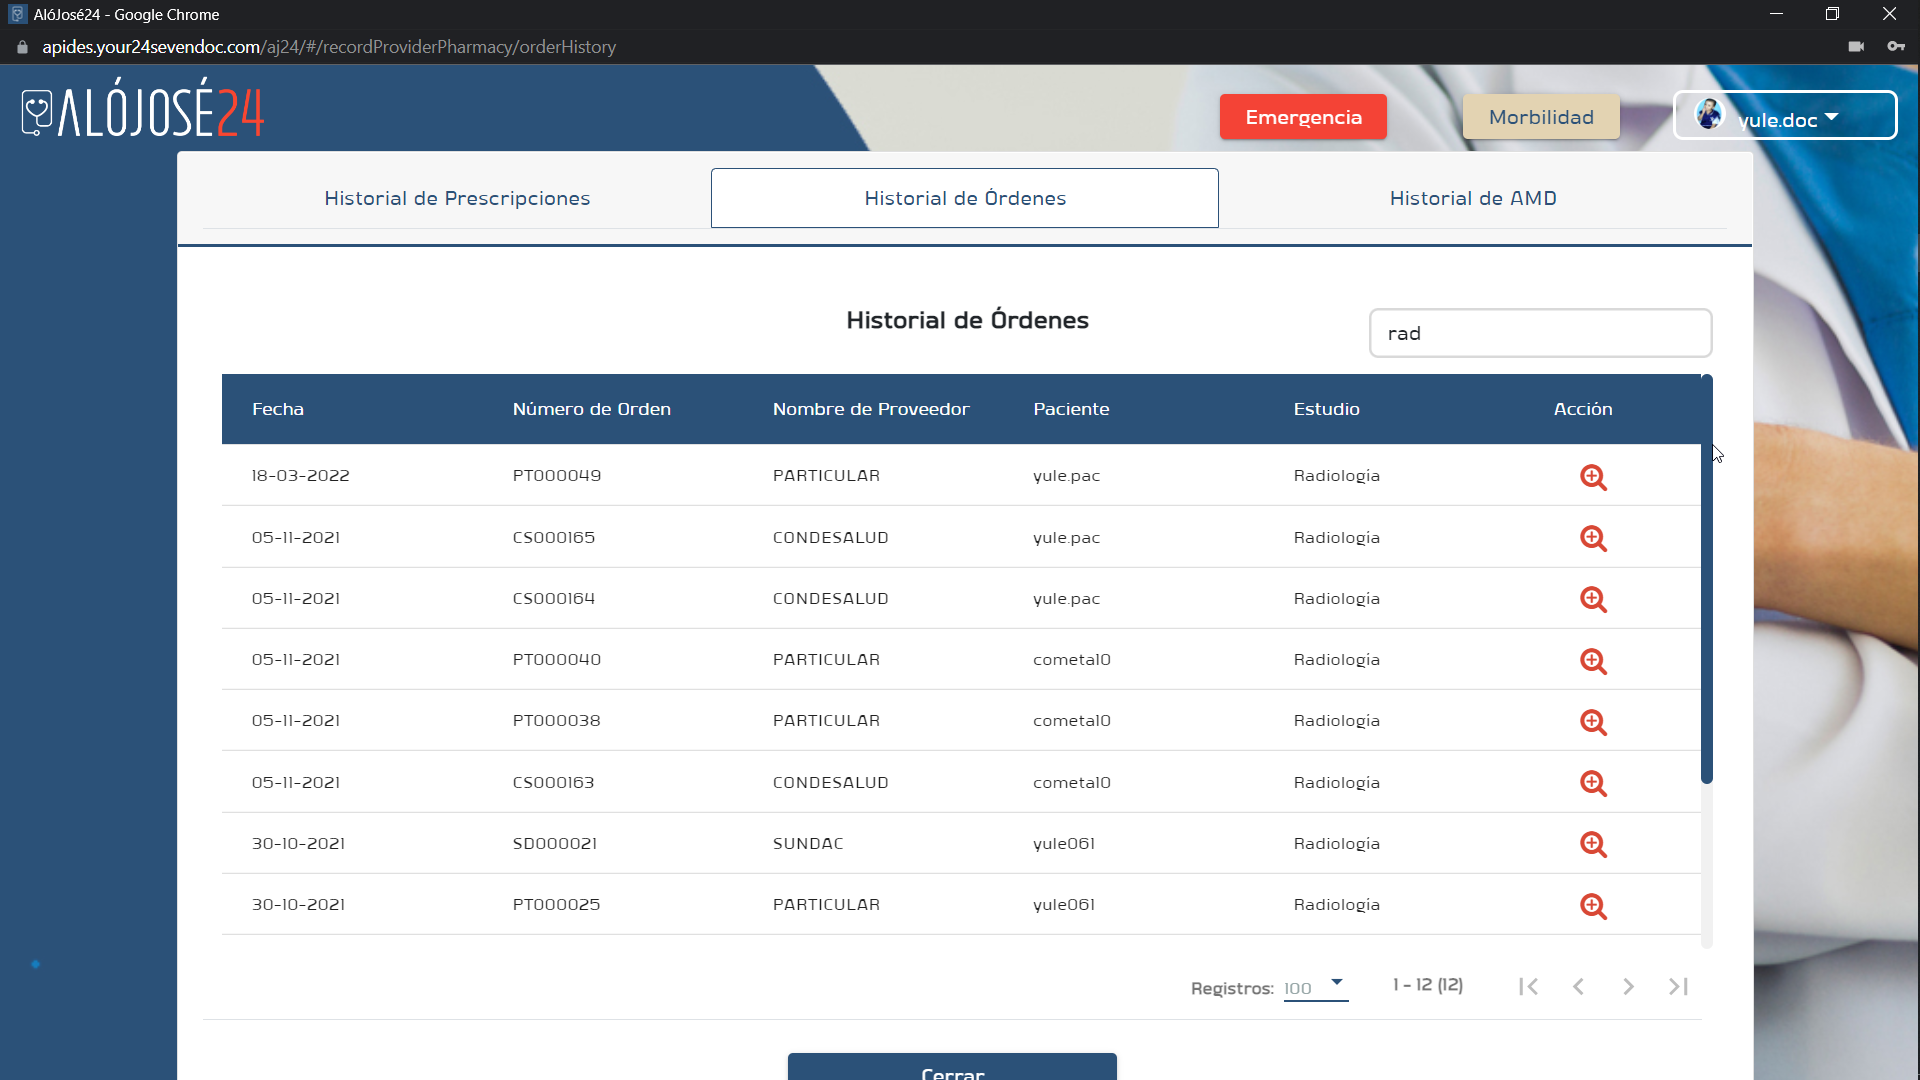 AlóJosé24 - Google Chrome
apides.your24sevendoc.com/aj24/#/recordProviderPharmacy/orderHistory
ALÓJOSÉ24
Emergencia
Morbilidad
yule.doc
Historial de Prescripciones
Historial de Órdenes
Historial de AMD
Historial de Órdenes
rad
Fecha Número de Orden Nombre de Proveedor Paciente Estudio Acción
18-03-2022 PT000049 PARTICULAR yule.pac Radiología
05-11-2021 CS000165 CONDESALUD yule.pac Radiología
05-11-2021 CS000164 CONDESALUD yule.pac Radiología
05-11-2021 PT000040 PARTICULAR cometa10 Radiología
05-11-2021 PT000038 PARTICULAR cometa10 Radiología
05-11-2021 CS000163 CONDESALUD cometa10 Radiología
30-10-2021 SD000021 SUNDAC yule061 Radiología
30-10-2021 PT000025 PARTICULAR yule061 Radiología
Registros: 100 1 - 12 (12)
Cerrar